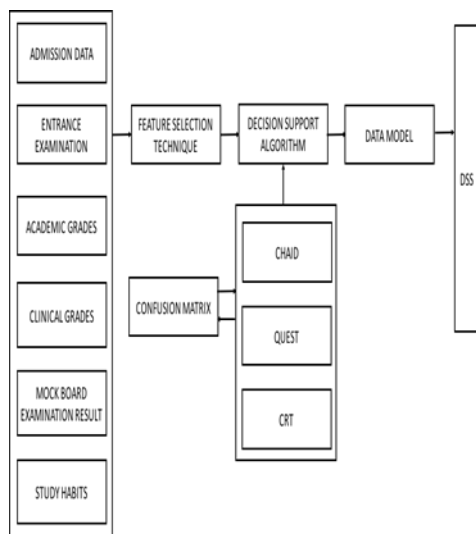 ADMISSION DATA
ENTRANCE
EXAMINATION
FEATURE SELECTION
TECHNIQUE
DECISION SUPPORT
ALGORITHM
DATA MODEL
DSS
ACADEMIC GRADES
CLINICAL GRADES
MOCK BOARD
EXAMINATION RESULT
STUDY HABITS
CONFUSION MATRIX
CHAID
QUEST
CRT